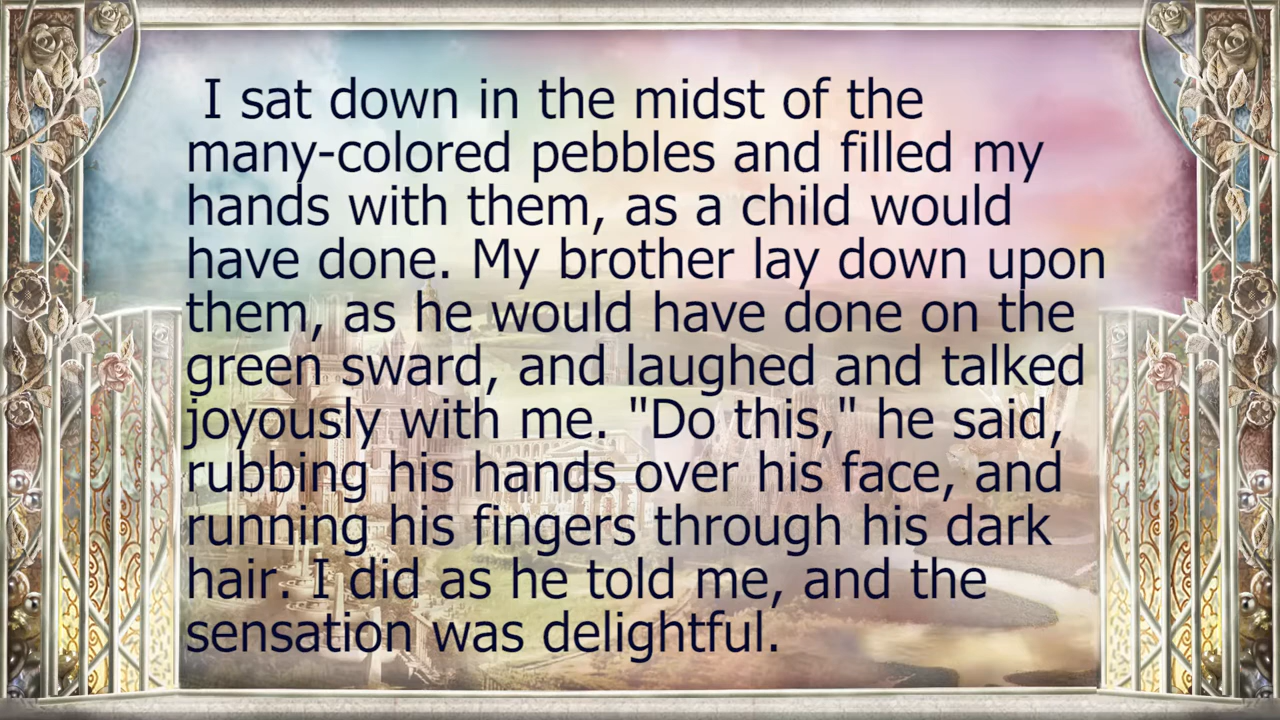 I sat down in the midst of the
many-colored pebbles and filled my
hands with them, as a child would
have done. My brother lay down upon
them, as he would have done on the
green sward, and laughed and talked
joyously with me. "Do this," he said,
rubbing his hands over his face, and
running his fingers through his dark
hair. I did as he told me, and the
sensation was delightful.